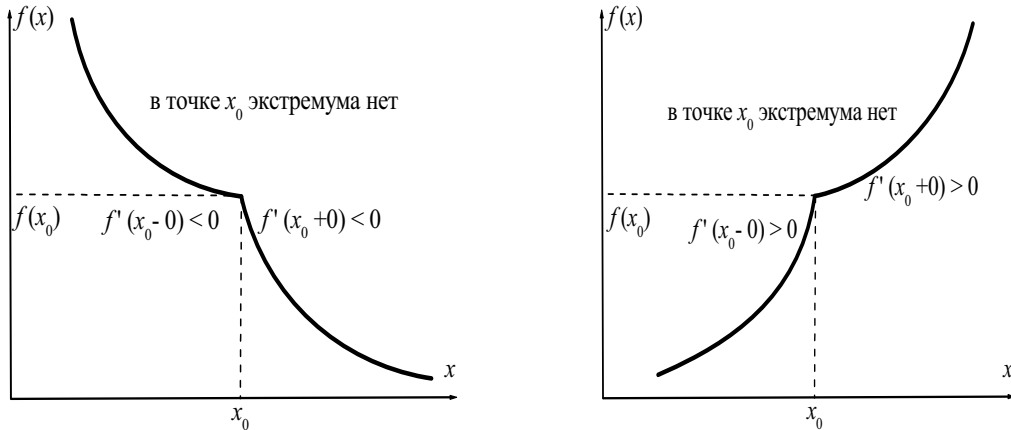 f(x)
в точке x₀ экстремума нет
f(x₀)
f' (x₀- 0) < 0
f' (x₀ +0) < 0
x
x₀
f(x)
в точке x₀ экстремума нет
f' (x₀ +0) > 0
f(x₀)
f' (x₀- 0) > 0
x
x₀